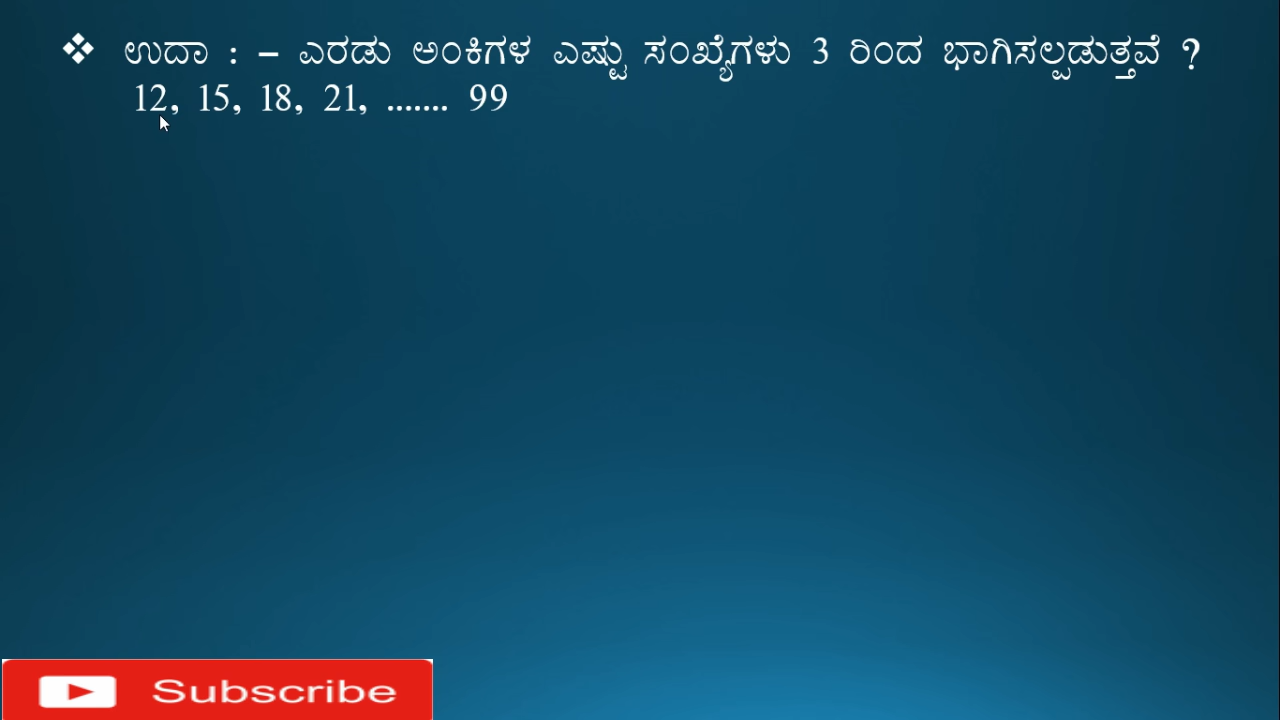 ❖ ಉದಾ : – ಎರಡು ಅಂಕಿಗಳ ಎಷ್ಟು ಸಂಖ್ಯೆಗಳು 3 ರಿಂದ ಭಾಗಿಸಲ್ಪಡುತ್ತವೆ ?
12, 15, 18, 21, ....... 99
Subscribe